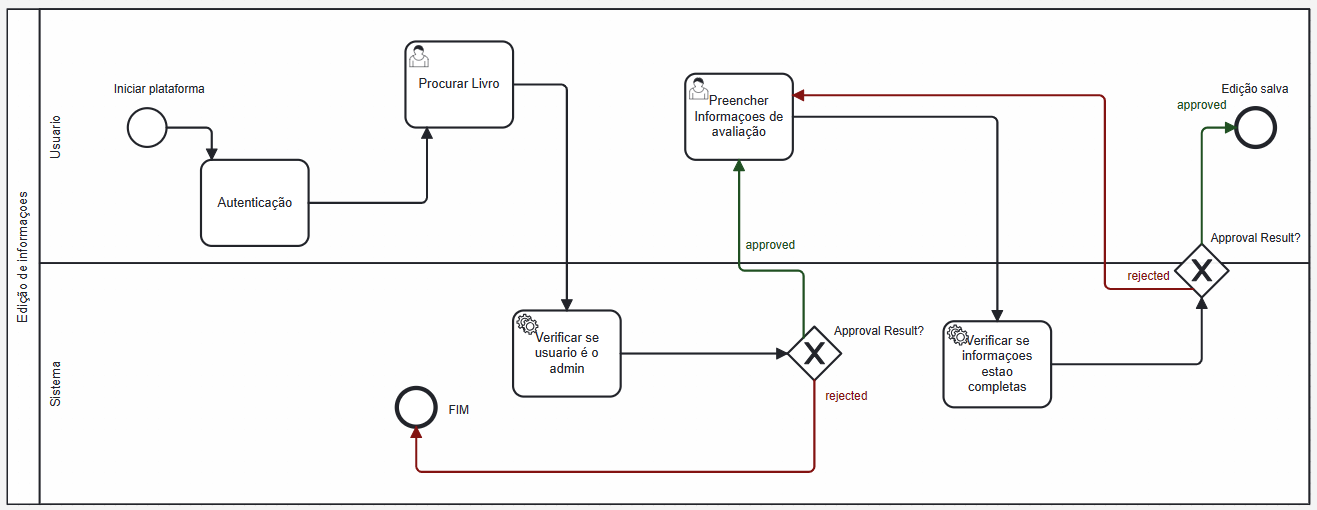 Edição de informaçoes
Usuario
Iniciar plataforma
Autenticação
Procurar Livro
Preencher
Informaçoes de
avaliação
Edição salva
approved
Approval Result?
rejected
approved
Sistema
Verificar se
usuario é o
admin
Approval Result?
rejected
FIM
Verificar se
informaçoes
estao
completas